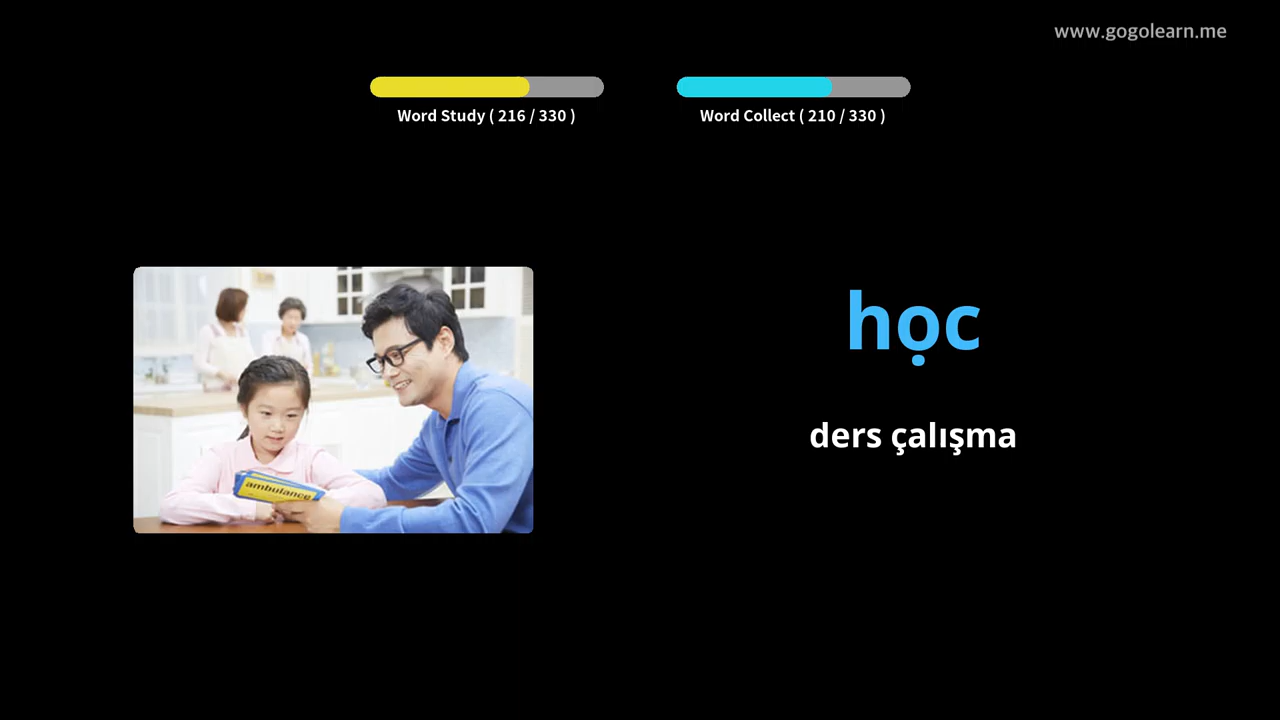 www.gogolearn.me
Word Study ( 216 / 330 )
Word Collect ( 210 / 330 )
học
ders çalışma
ambulance